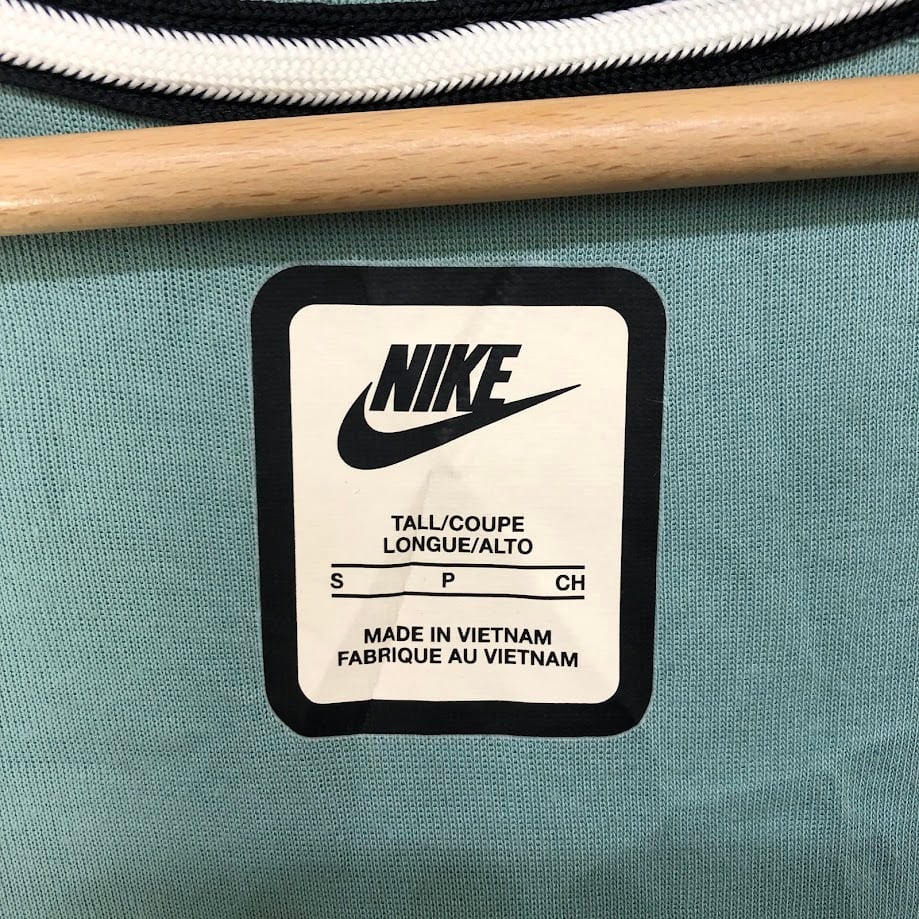 NIKE
TALL/COUPE
LONGUE/ALTO
S P CH
MADE IN VIETNAM
FABRIQUE AU VIETNAM